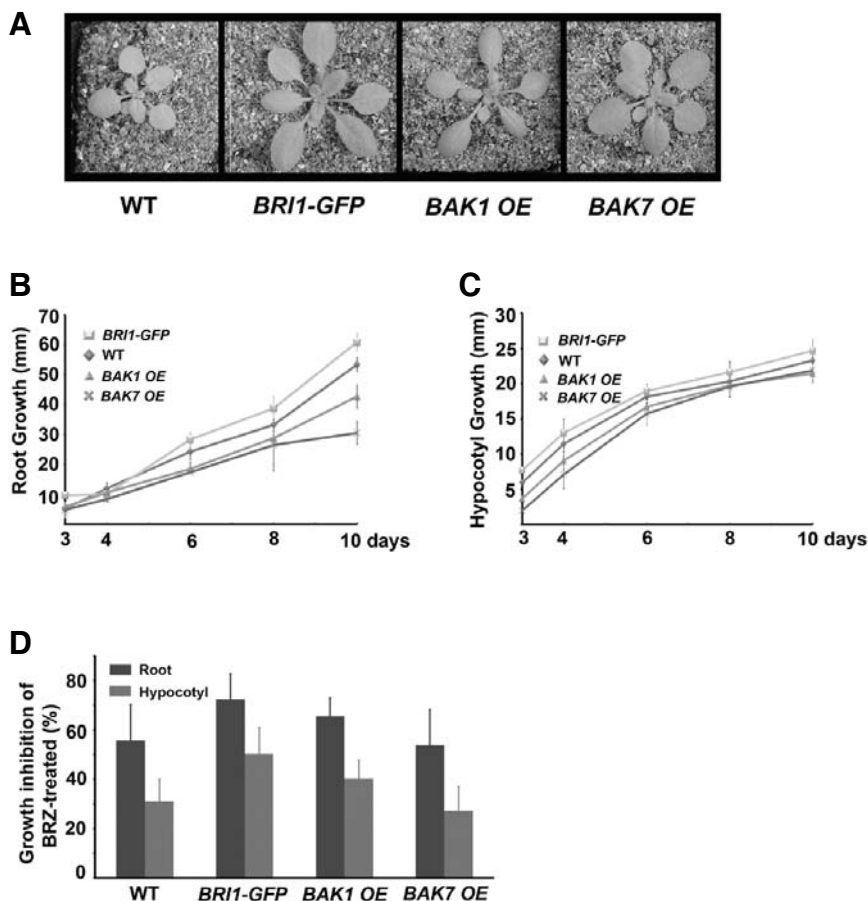 A
WT BRI1-GFP BAK1 OE BAK7 OE
B
Root Growth (mm)
70
60
50
40
30
20
10
BRI1-GFP
WT
BAK1 OE
BAK7 OE
3 4 6 8 10 days
C
Hypocotyl Growth (mm)
30
25
20
15
10
5
BRI1-GFP
WT
BAK1 OE
BAK7 OE
3 4 6 8 10 days
D
Growth inhibition of
BRZ-treated (%)
80
60
40
20
0
Root
Hypocotyl
WT BRI1-GFP BAK1 OE BAK7 OE